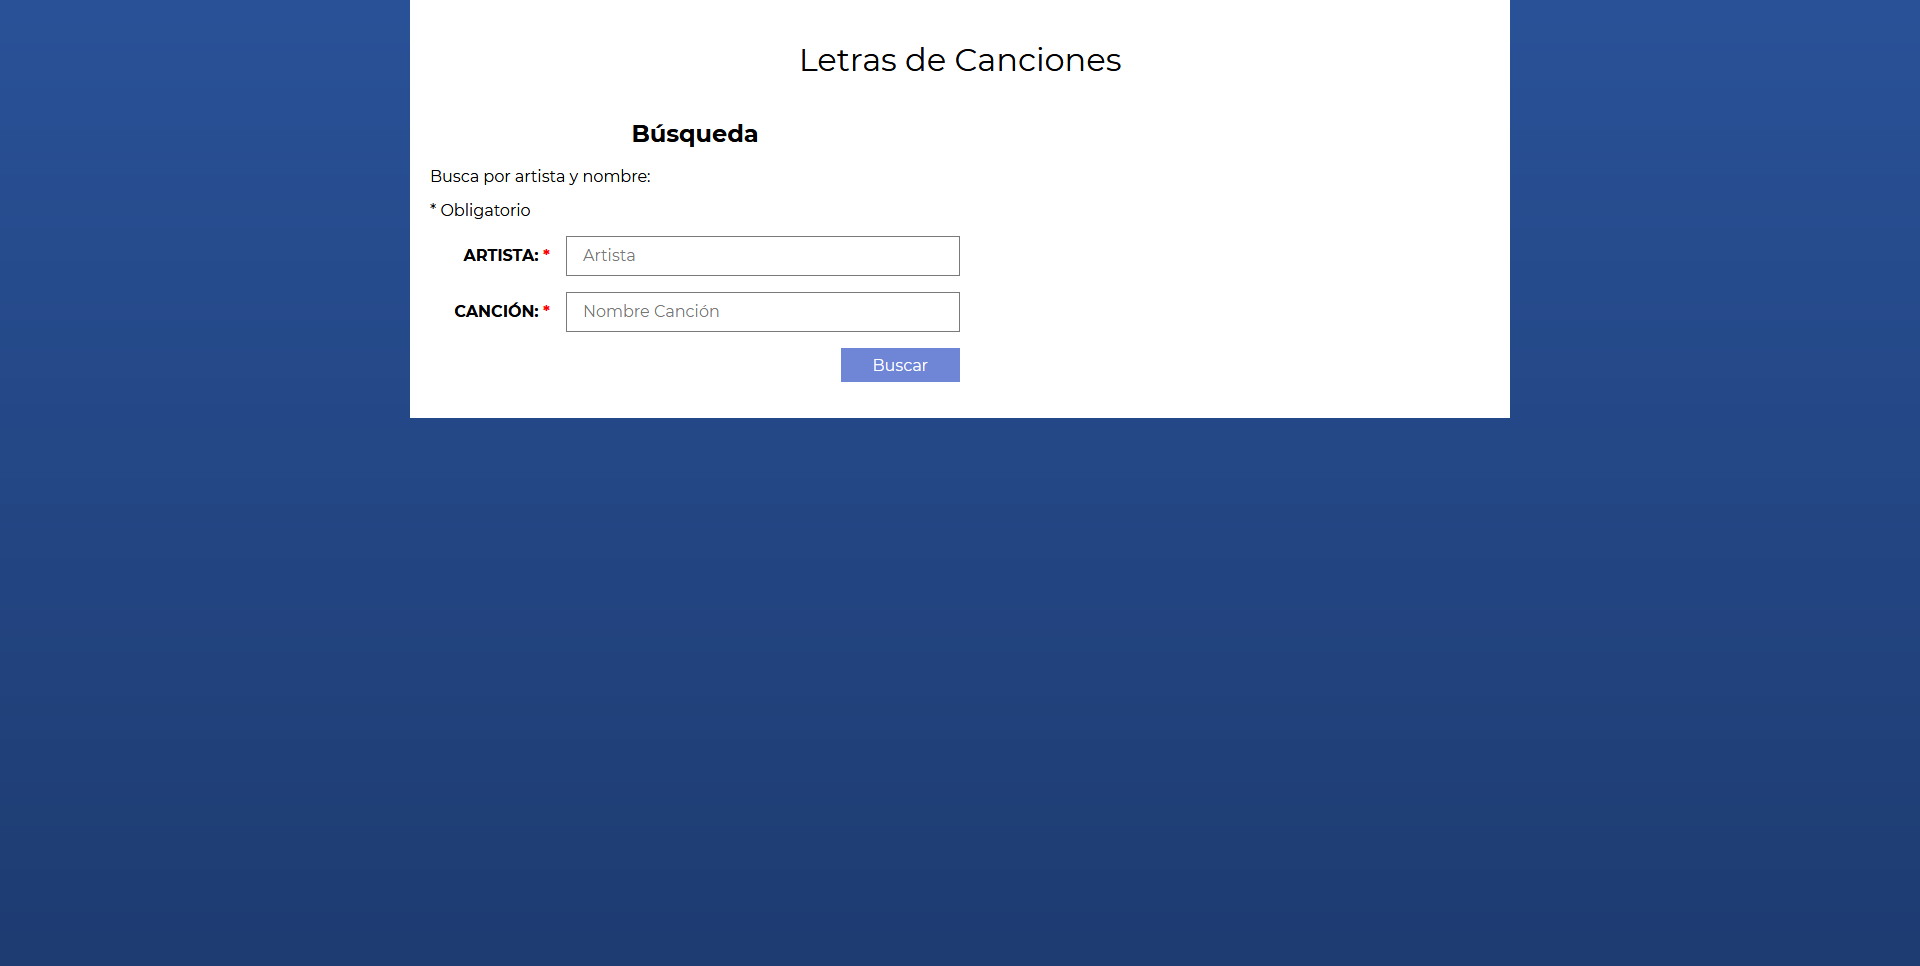 Letras de Canciones
Búsqueda
Busca por artista y nombre:
* Obligatorio
ARTISTA: * Artista
CANCIÓN: * Nombre Canción
Buscar